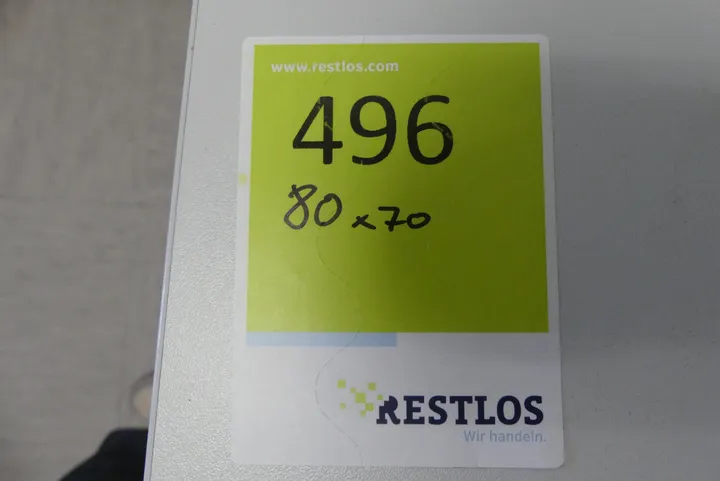 www.restlos.com
496
80 x 70
RESTLOS
Wir handeln.